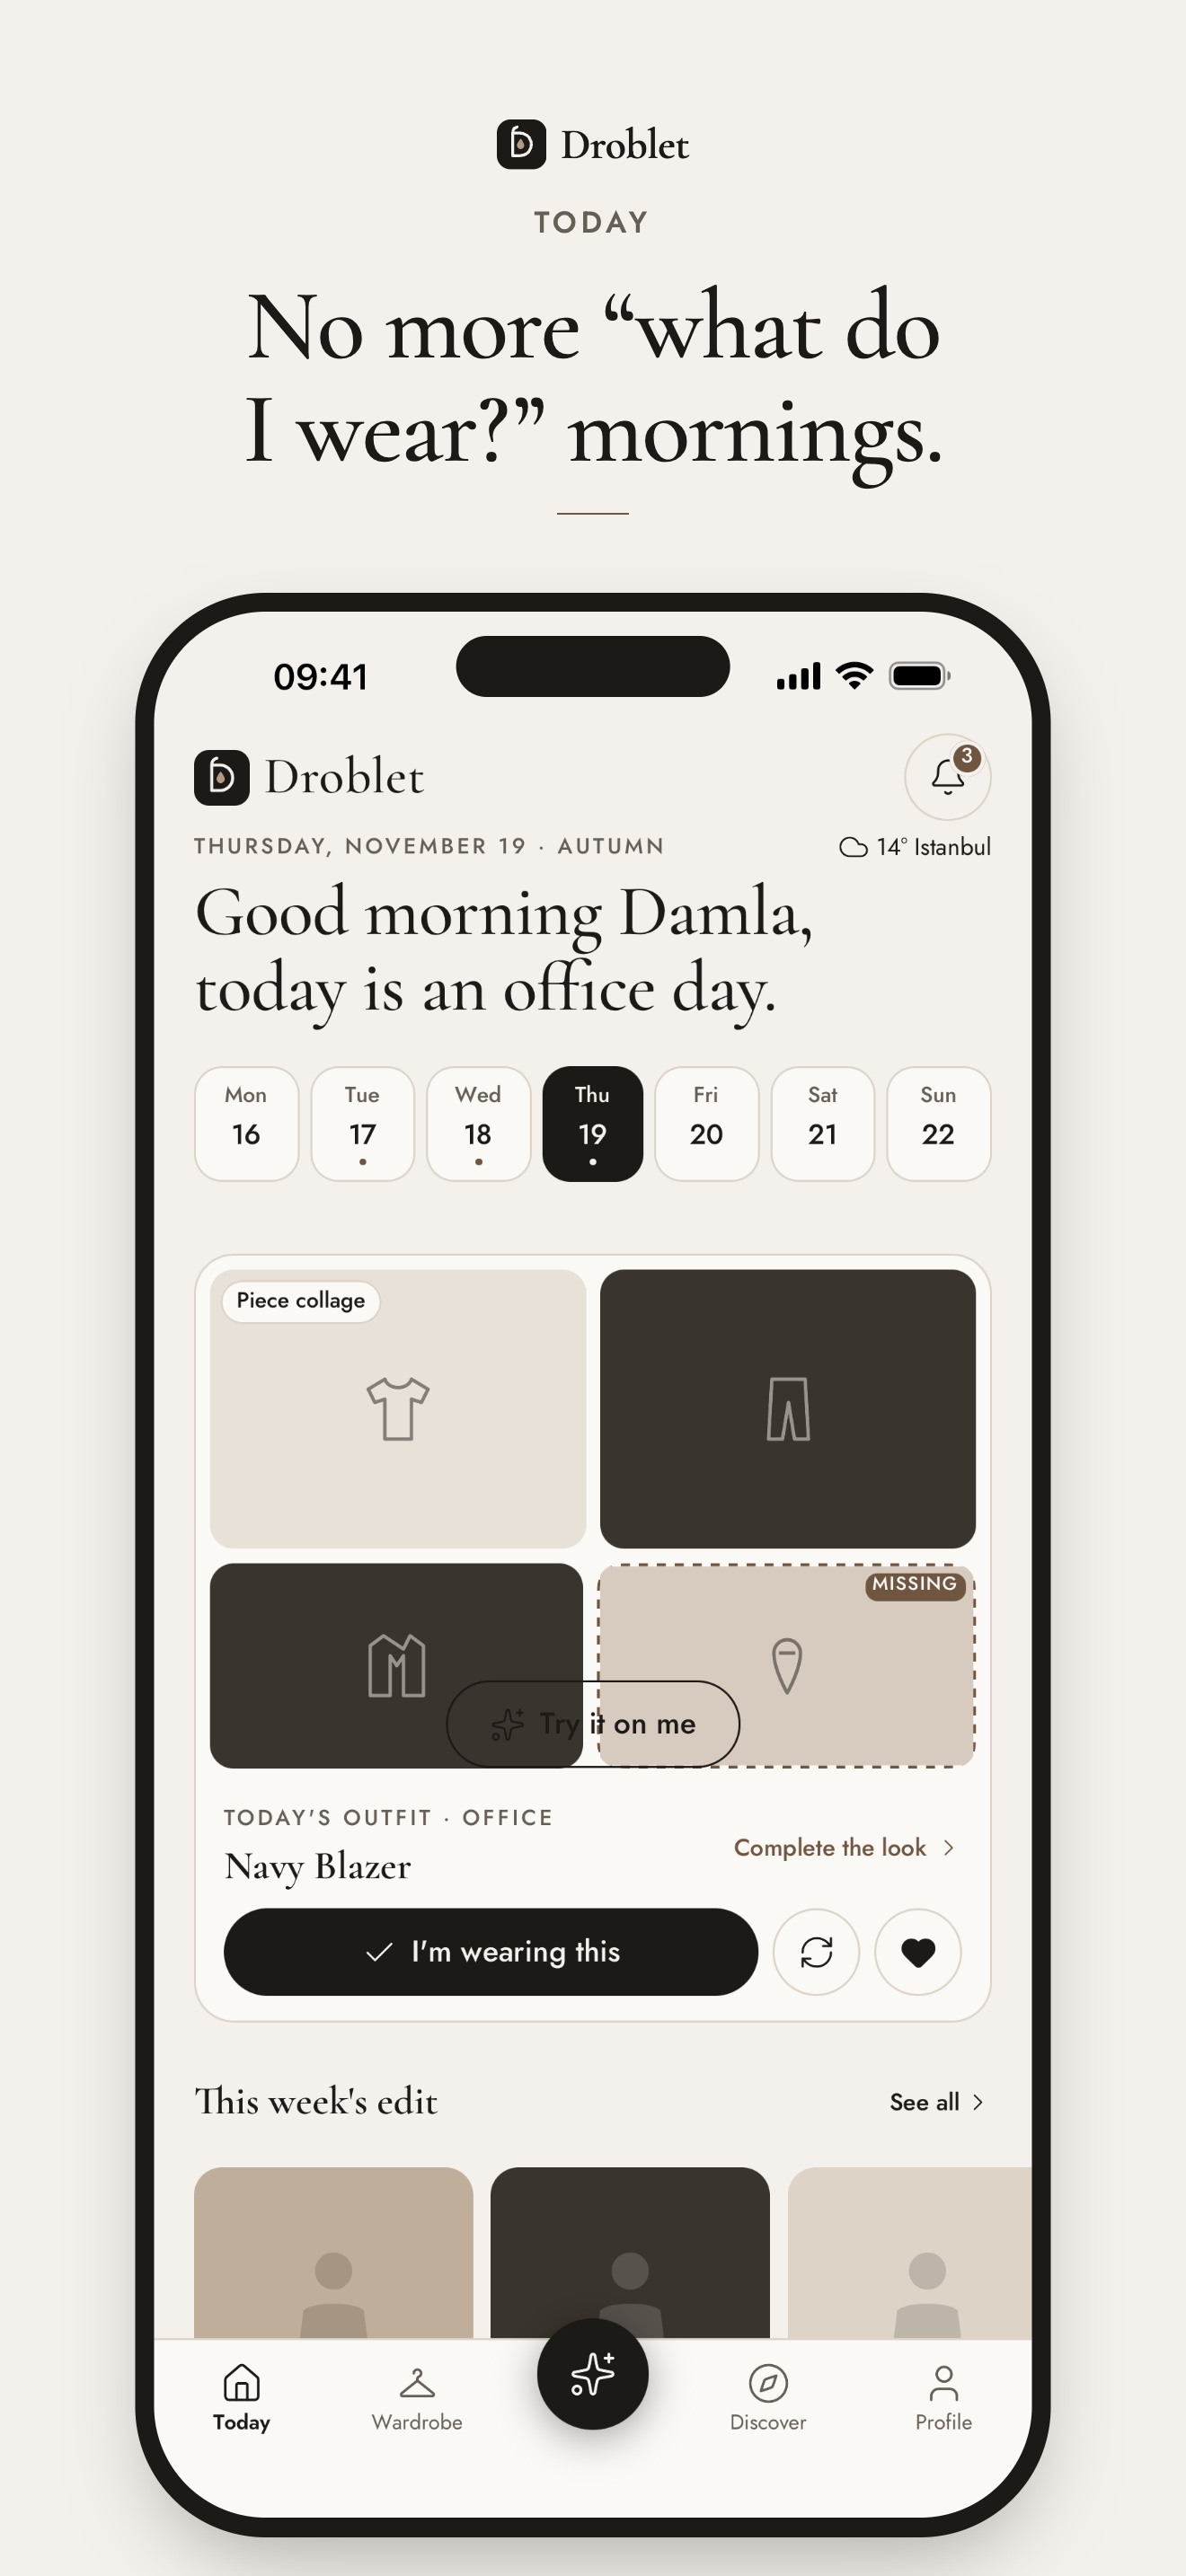 Droblet
TODAY
No more “what do
I wear?” mornings.
09:41
Droblet
3
THURSDAY, NOVEMBER 19 · AUTUMN
14° Istanbul
Good morning Damla,
today is an office day.
Mon Tue Wed Thu Fri Sat Sun
16 17 18 19 20 21 22
Piece collage
MISSING
Try it on me
TODAY'S OUTFIT · OFFICE
Navy Blazer
Complete the look
I'm wearing this
This week's edit
See all
Today Wardrobe Discover Profile